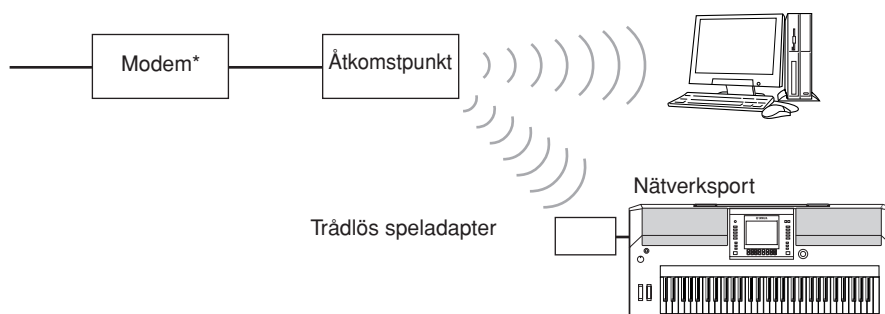 Modem*
Åtkomstpunkt
Nätverksport
Trådlös speladapter